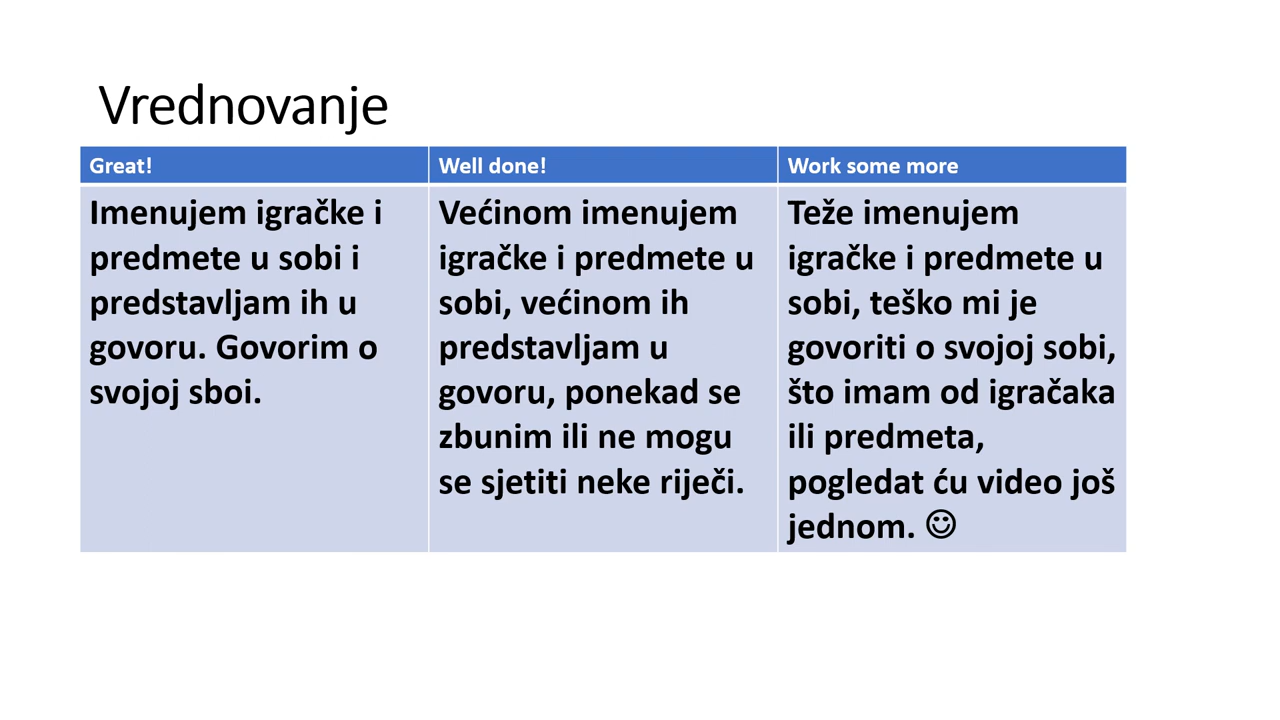 Vrednovanje
Great!
Well done!
Work some more
Imenujem igračke i
predmete u sobi i
predstavljam ih u
govoru. Govorim o
svojoj sboi.
Većinom imenujem
igračke i predmete u
sobi, većinom ih
predstavljam u
govoru, ponekad se
zbunim ili ne mogu
se sjetiti neke riječi.
Teže imenujem
igračke i predmete u
sobi, teško mi je
govoriti o svojoj sobi,
što imam od igračaka
ili predmeta,
pogledat ću video još
jednom. ☺